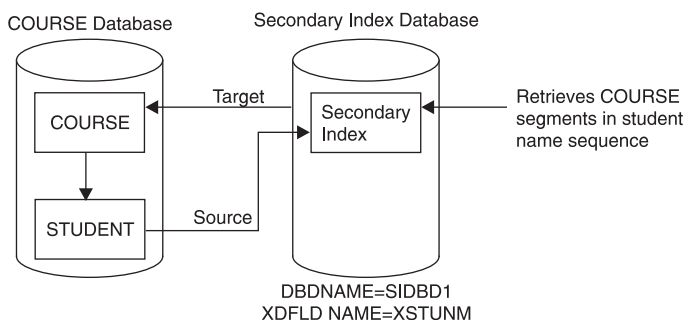 COURSE Database
Secondary Index Database
COURSE
Target
Secondary
Index
Retrieves COURSE
segments in student
name sequence
STUDENT
Source
DBDNAME=SIDBD1
XDFLD NAME=XSTUNM